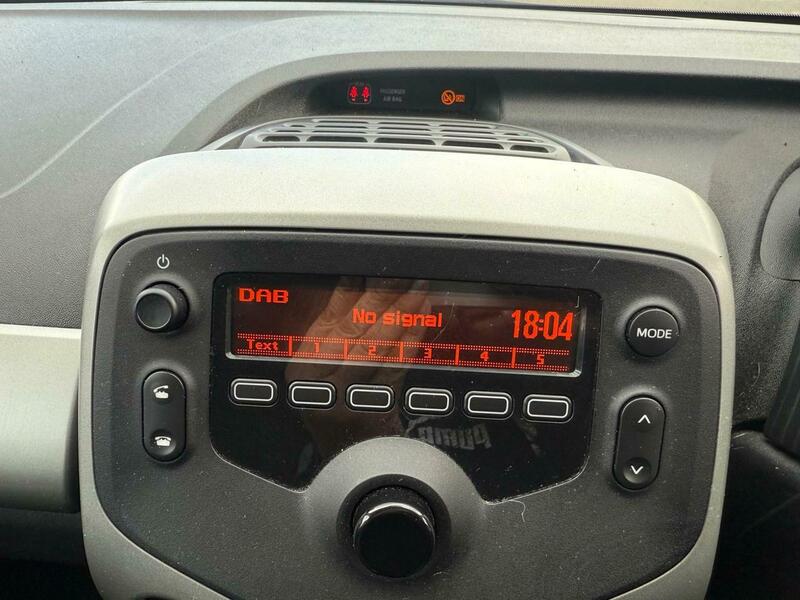 PASSENGER
AIR BAG
DAB
No signal
18:04
Text 1 2 3 4 5
MODE